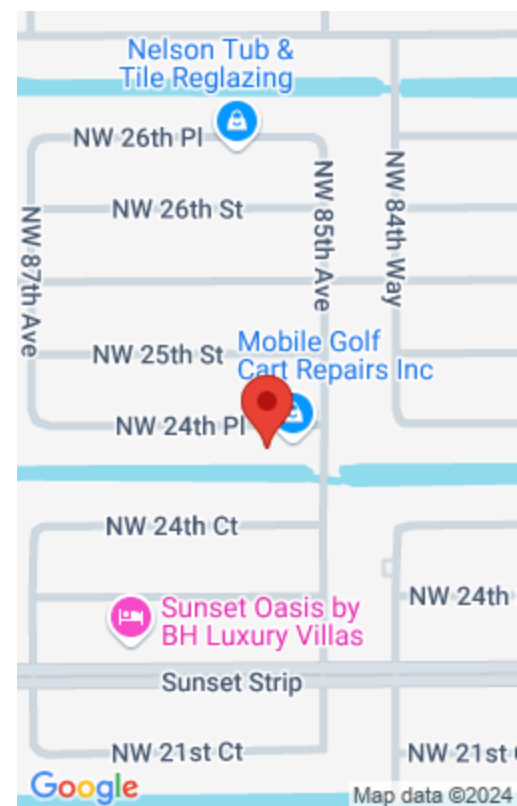 Nelson Tub &
Tile Reglazing
NW 26th Pl
NW 26th St
NW 85th Ave
NW 84th Way
NW 87th Ave
NW 25th St
Mobile Golf
Cart Repairs Inc
NW 24th Pl
NW 24th Ct
NW 24th
Sunset Oasis by
BH Luxury Villas
Sunset Strip
NW 21st Ct
NW 21st
Google
Map data ©2024